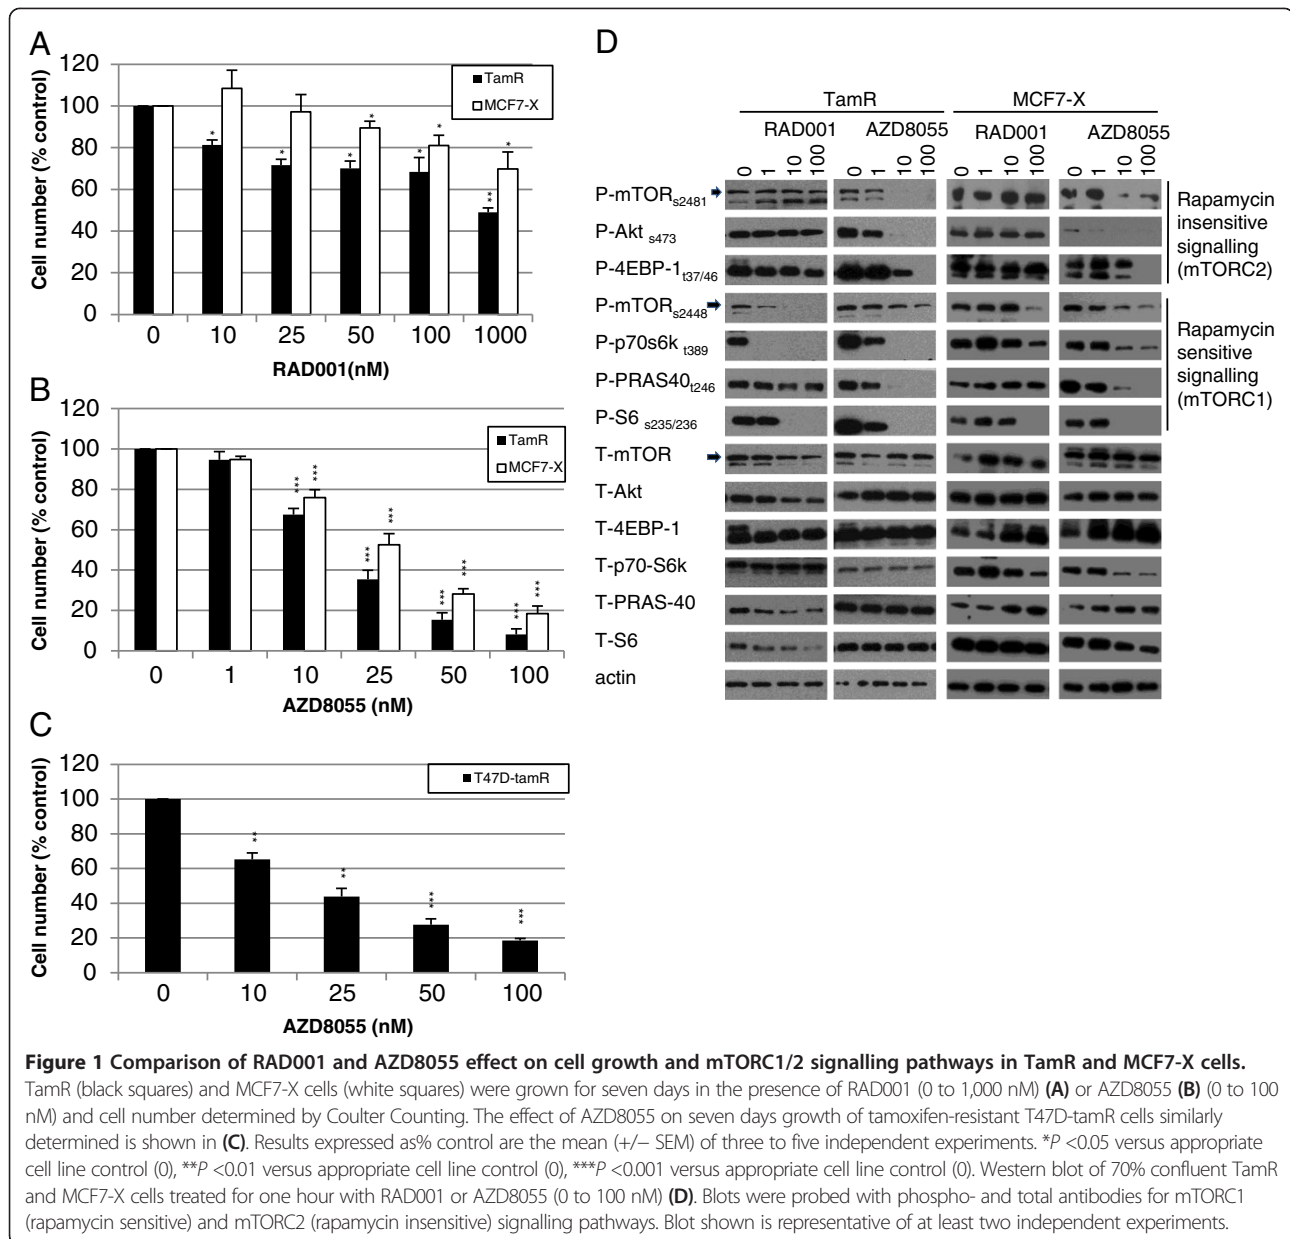 A
120
100
80
60
40
20
0
Cell number (% control)
TamR
MCF7-X
* * * * * * * ** *
0 10 25 50 100 1000
RAD001(nM)
B
120
100
80
60
40
20
0
Cell number (% control)
TamR
MCF7-X
*** *** *** *** *** *** *** ***
0 1 10 25 50 100
AZD8055 (nM)
C
120
100
80
60
40
20
0
Cell number (% control)
T47D-tamR
** ** *** ***
0 10 25 50 100
AZD8055 (nM)
D
TamR MCF7-X
RAD001 AZD8055 RAD001 AZD8055
0 1 10 100 0 1 10 100 0 1 10 100 0 1 10 100
P-mTORs2481
P-Akt s473
P-4EBP-1t37/46
P-mTORs2448
P-p70s6k t389
P-PRAS40t246
P-S6 s235/236
T-mTOR
T-Akt
T-4EBP-1
T-p70-S6k
T-PRAS-40
T-S6
actin
Rapamycin
insensitive
signalling
(mTORC2)
Rapamycin
sensitive
signalling
(mTORC1)
Figure 1 Comparison of RAD001 and AZD8055 effect on cell growth and mTORC1/2 signalling pathways in TamR and MCF7-X cells.
TamR (black squares) and MCF7-X cells (white squares) were grown for seven days in the presence of RAD001 (0 to 1,000 nM) (A) or AZD8055 (B) (0 to 100
nM) and cell number determined by Coulter Counting. The effect of AZD8055 on seven days growth of tamoxifen-resistant T47D-tamR cells similarly
determined is shown in (C). Results expressed as% control are the mean (+/− SEM) of three to five independent experiments. *P <0.05 versus appropriate
cell line control (0), **P <0.01 versus appropriate cell line control (0), ***P <0.001 versus appropriate cell line control (0). Western blot of 70% confluent TamR
and MCF7-X cells treated for one hour with RAD001 or AZD8055 (0 to 100 nM) (D). Blots were probed with phospho- and total antibodies for mTORC1
(rapamycin sensitive) and mTORC2 (rapamycin insensitive) signalling pathways. Blot shown is representative of at least two independent experiments.